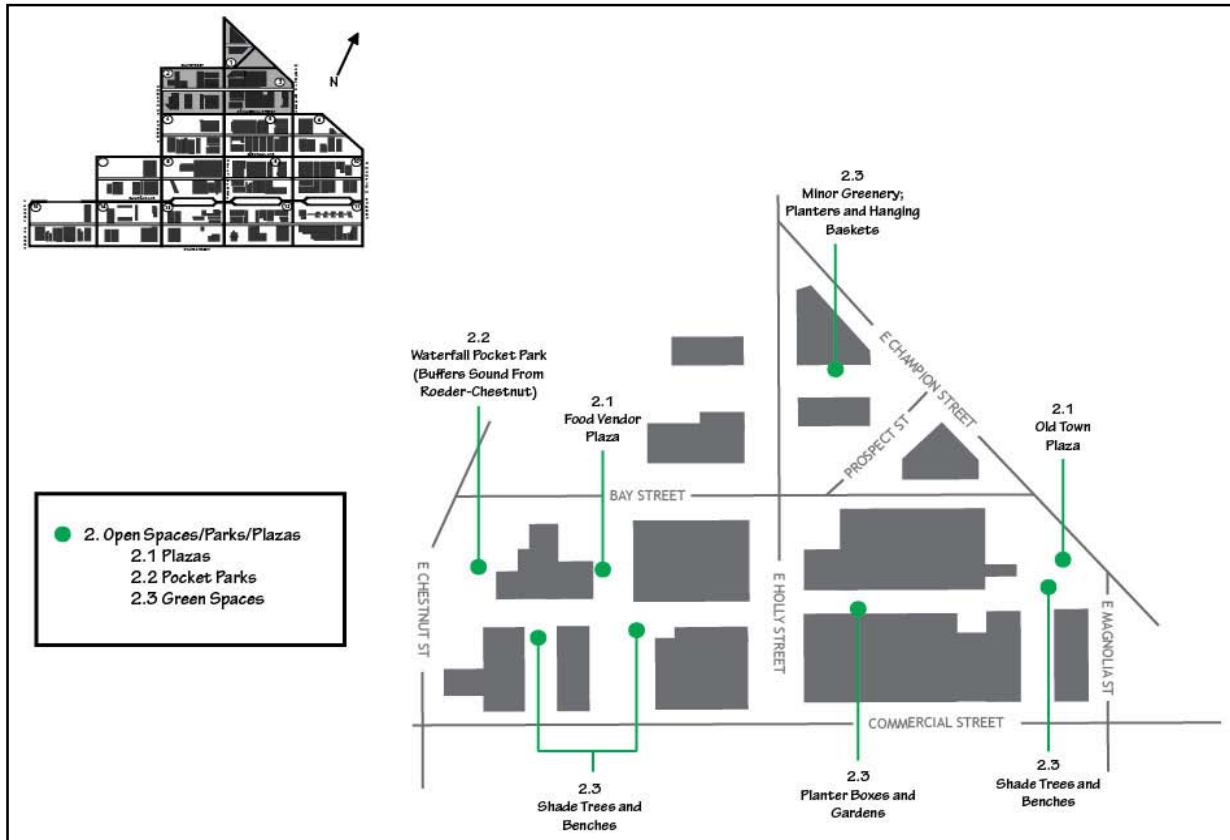 N
2.3
Minor Greenery;
Planters and Hanging
Baskets
2.2
Waterfall Pocket Park
(Buffers Sound From
Roeder-Chestnut)
2.1
Food Vendor
Plaza
E CHAMPION STREET
PROSPECT ST
2.1
Old Town
Plaza
BAY STREET
2. Open Spaces/Parks/Plazas
2.1 Plazas
2.2 Pocket Parks
2.3 Green Spaces
E CHESTNUT ST
E HOLLY STREET
E MAGNOLIA ST
COMMERCIAL STREET
2.3
Shade Trees and
Benches
2.3
Planter Boxes and
Gardens
2.3
Shade Trees and
Benches